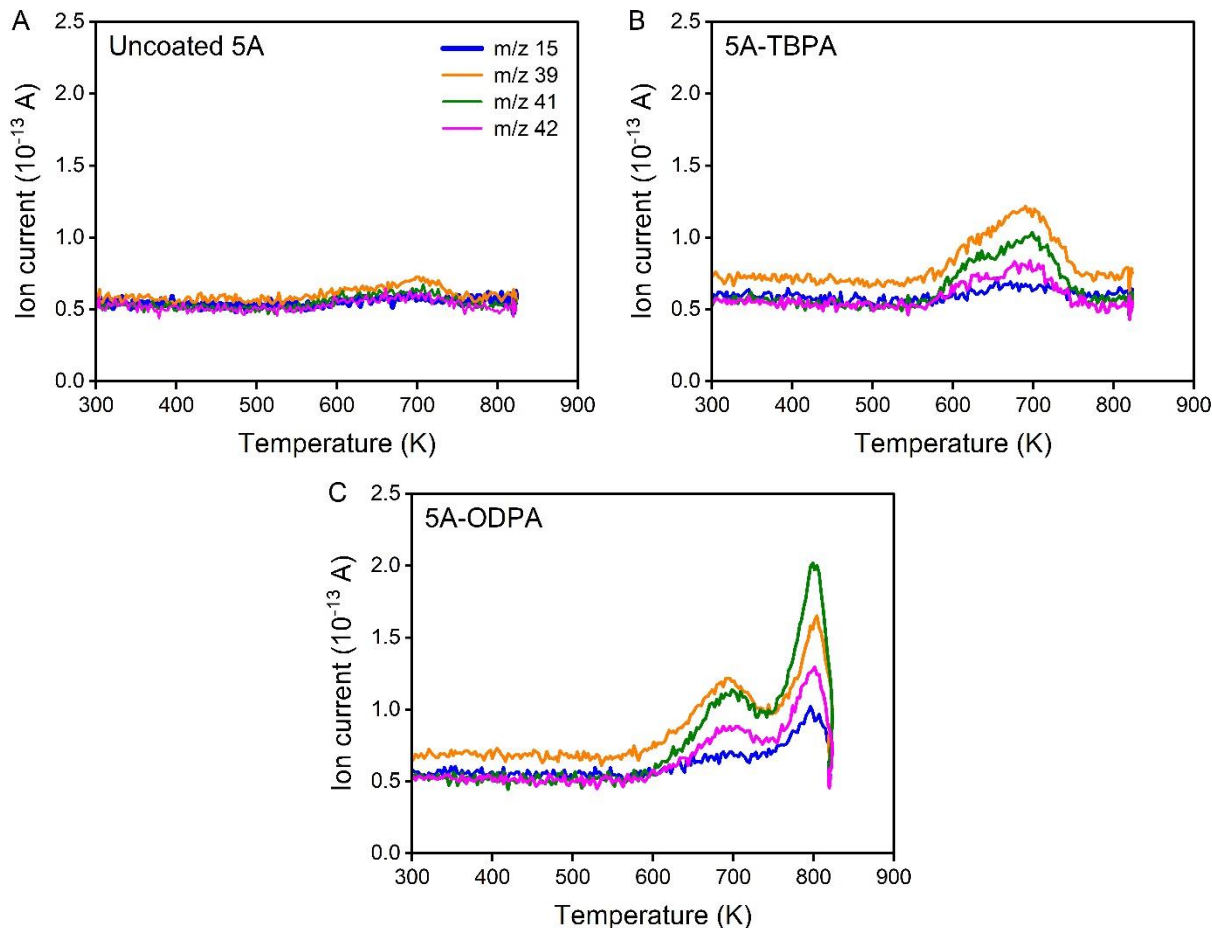 A
Uncoated 5A
m/z 15
m/z 39
m/z 41
m/z 42
Ion current (10⁻¹³ A)
2.5
2.0
1.5
1.0
0.5
0.0
300 400 500 600 700 800 900
Temperature (K)
B
5A-TBPA
Ion current (10⁻¹³ A)
2.5
2.0
1.5
1.0
0.5
0.0
300 400 500 600 700 800 900
Temperature (K)
C
5A-ODPA
Ion current (10⁻¹³ A)
2.5
2.0
1.5
1.0
0.5
0.0
300 400 500 600 700 800 900
Temperature (K)